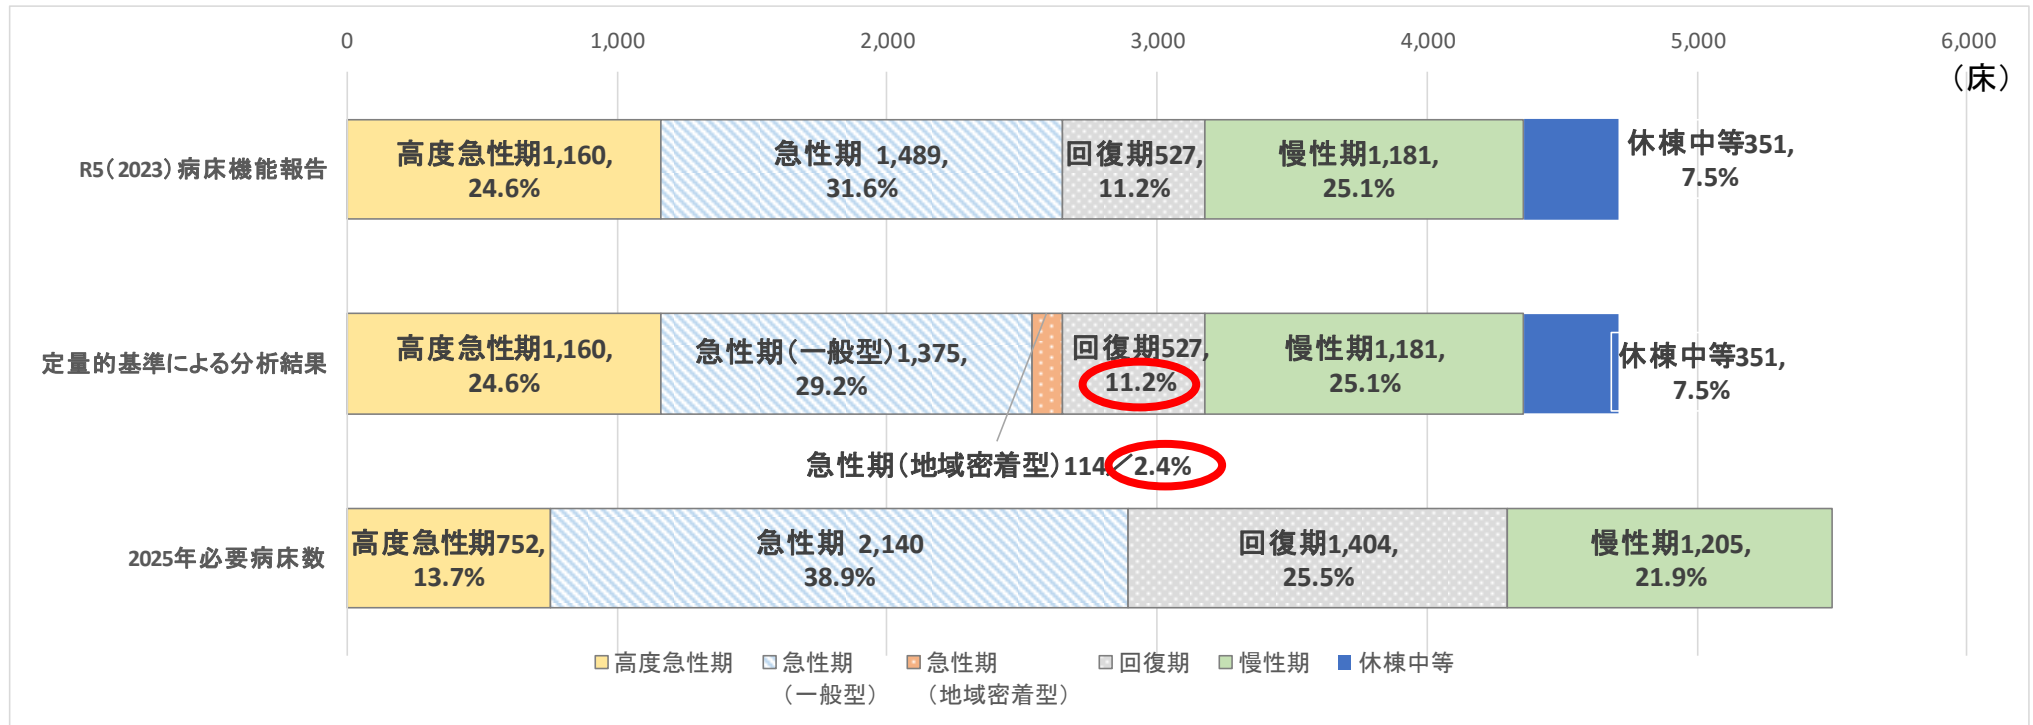 0 1,000 2,000 3,000 4,000 5,000 6,000
（床）
R5（2023）病床機能報告
高度急性期1,160,
24.6%
急性期 1,489,
31.6%
回復期527,
11.2%
慢性期1,181,
25.1%
休棟中等351,
7.5%
定量的基準による分析結果
高度急性期1,160,
24.6%
急性期（一般型）1,375,
29.2%
回復期527,
11.2%
慢性期1,181,
25.1%
休棟中等351,
7.5%
急性期（地域密着型）114, 2.4%
2025年必要病床数
高度急性期752,
13.7%
急性期 2,140
38.9%
回復期1,404,
25.5%
慢性期1,205,
21.9%
高度急性期
急性期
（一般型）
急性期
（地域密着型）
回復期
慢性期
休棟中等